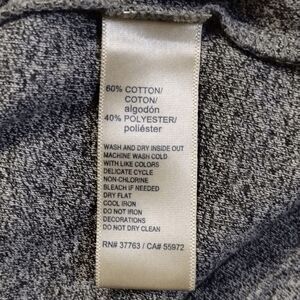 60% COTTON/
COTON/
algodón
40% POLYESTER/
poliéster
WASH AND DRY INSIDE OUT
MACHINE WASH COLD
WITH LIKE COLORS
DELICATE CYCLE
NON-CHLORINE
BLEACH IF NEEDED
DRY FLAT
COOL IRON
DO NOT IRON
DECORATIONS
DO NOT DRY CLEAN
RN# 37763 / CA# 55972